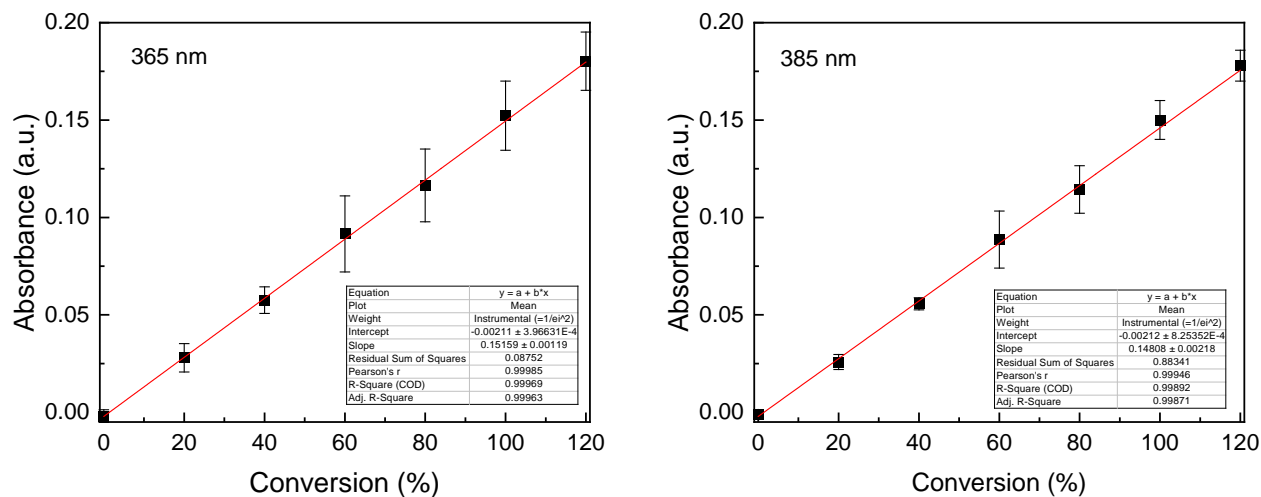 365 nm
Absorbance (a.u.)
0.20
0.15
0.10
0.05
0.00
0 20 40 60 80 100 120
Conversion (%)
Equation y = a + b*x
Plot Mean
Weight Instrumental (=1/ei^2)
Intercept -0.00211 ± 3.96631E-4
Slope 0.15159 ± 0.00119
Residual Sum of Squares 0.08752
Pearson's r 0.99985
R-Square (COD) 0.99969
Adj. R-Square 0.99963
385 nm
Absorbance (a.u.)
0.20
0.15
0.10
0.05
0.00
0 20 40 60 80 100 120
Conversion (%)
Equation y = a + b*x
Plot Mean
Weight Instrumental (=1/ei^2)
Intercept -0.00212 ± 8.25352E-4
Slope 0.14808 ± 0.00218
Residual Sum of Squares 0.88341
Pearson's r 0.99946
R-Square (COD) 0.99892
Adj. R-Square 0.99871